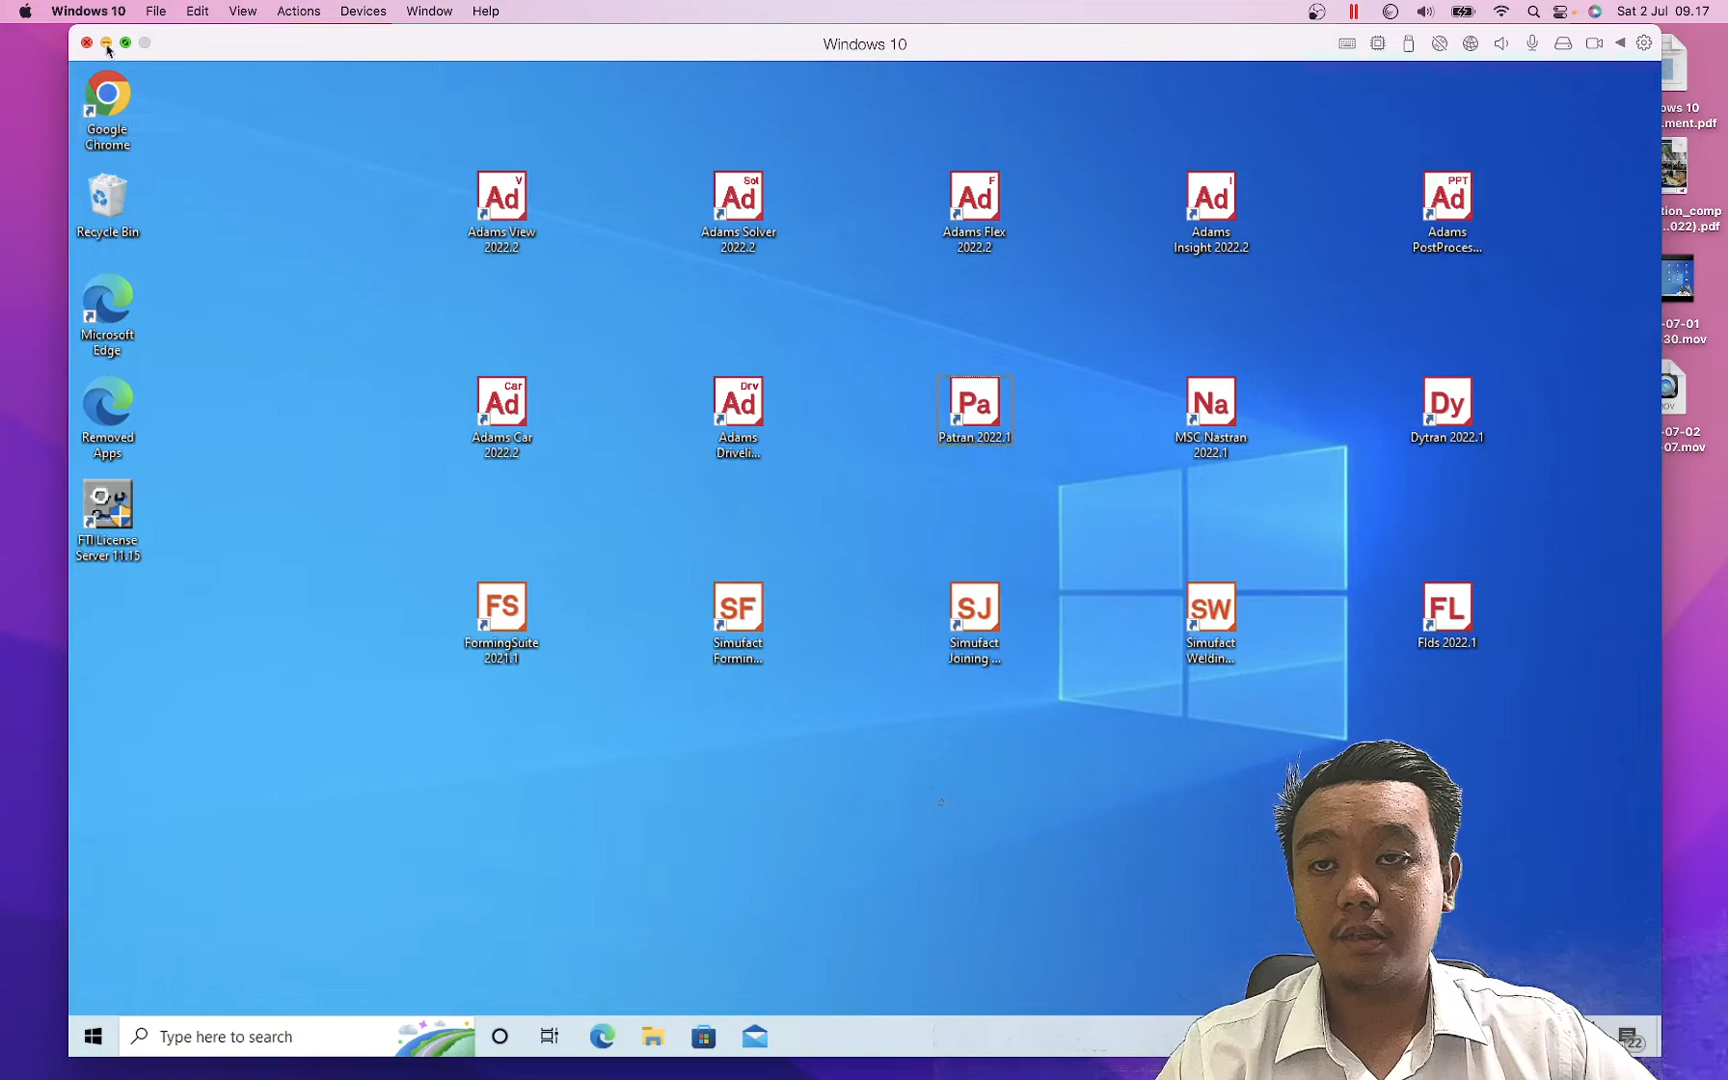 Windows 10 File Edit View Actions Devices Window Help Sat 2 Jul 09.17
Windows 10
Google
Chrome
Recycle Bin
Microsoft
Edge
Removed
Apps
FTI License
Server 11.15
V
Ad
Adams View
2022.2
Sol
Ad
Adams Solver
2022.2
F
Ad
Adams Flex
2022.2
I
Ad
Adams
Insight 2022.2
PPT
Ad
Adams
PostProces...
Car
Ad
Adams Car
2022.2
Drv
Ad
Adams
Driveli...
Pa
Patran 2022.1
Na
MSC Nastran
2022.1
Dy
Dytran 2022.1
FS
FormingSuite
2021.1
SF
Simufact
Formin...
SJ
Simufact
Joining ...
SW
Simufact
Weldin...
FL
Flds 2022.1
ows 10
.ment.pdf
tion_comp
...022).pdf
-07-01
-30.mov
MOV
-07-02
-07.mov
Type here to search
22